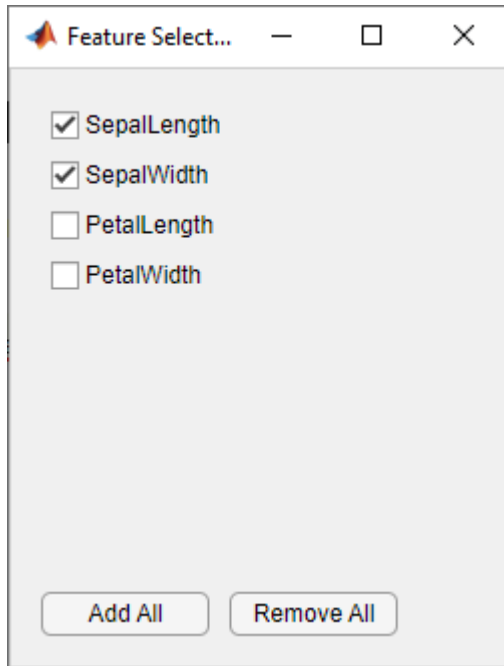 Feature Select...
SepalLength
SepalWidth
PetalLength
PetalWidth
Add All
Remove All